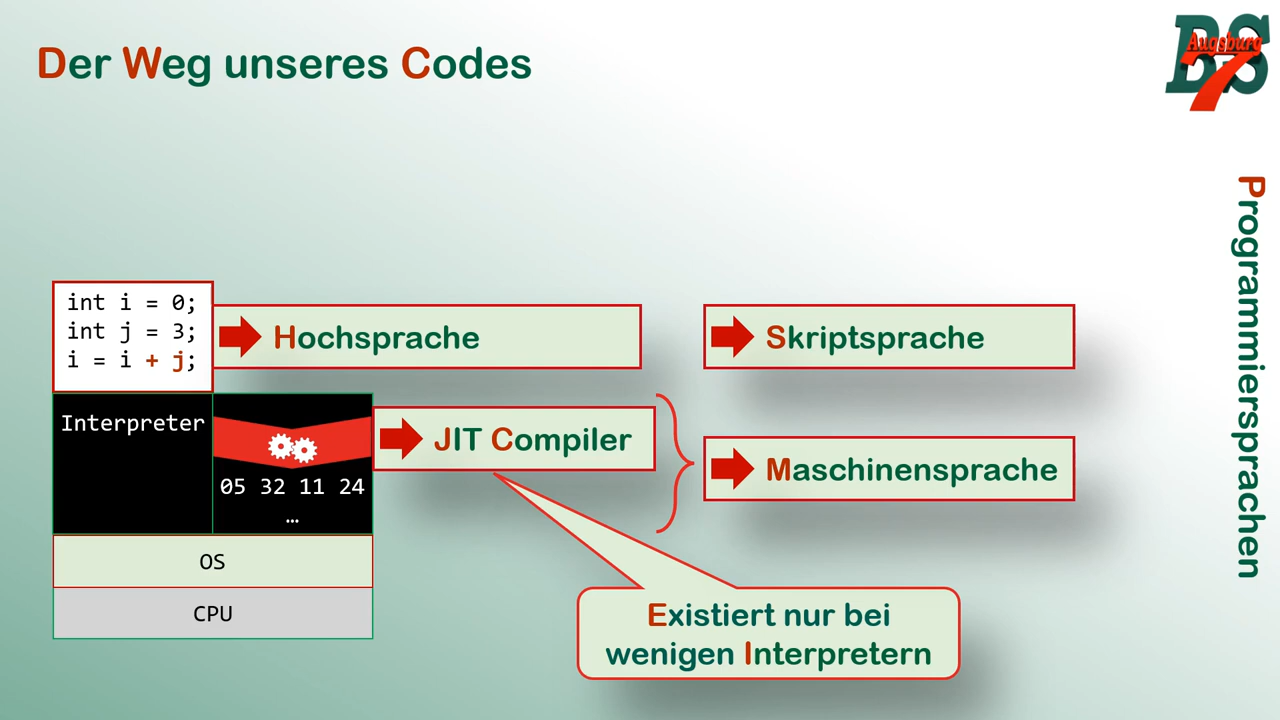 Der Weg unseres Codes
BS
Augsburg
7
Programmiersprachen
int i = 0;
int j = 3;
i = i + j;
Hochsprache
Skriptsprache
Interpreter
JIT Compiler
05 32 11 24
…
Maschinensprache
OS
CPU
Existiert nur bei
wenigen Interpretern